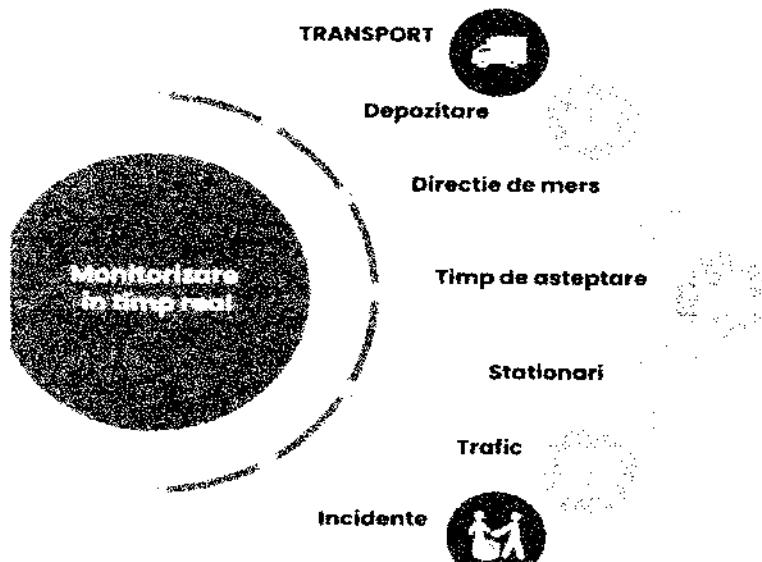 TRANSPORT
Depozitare
Directie de mers
Monitorizare
in timp real
Timp de asteptare
Stationari
Trafic
Incidente